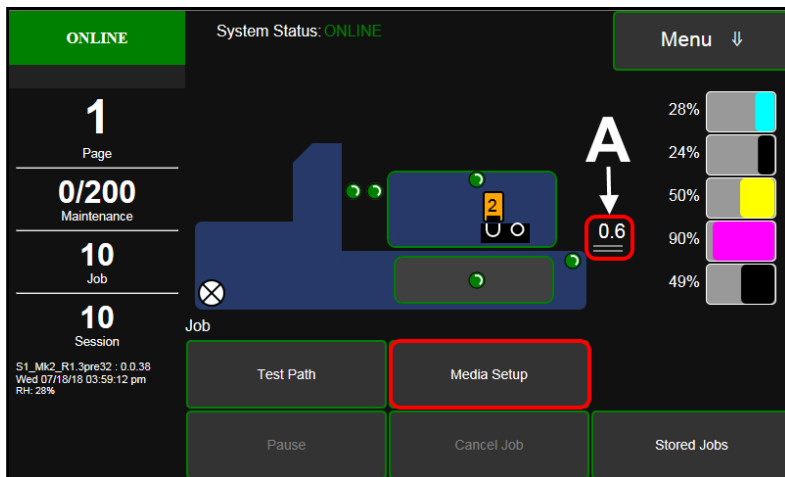 ONLINE
System Status: ONLINE
Menu ⇓
1
Page
0/200
Maintenance
10
Job
10
Session
S1_Mk2_R1.3pre32 : 0.0.38
Wed 07/18/18 03:59:12 pm
RH: 28%
A
2
0.6
28%
24%
50%
90%
49%
Job
Test Path
Media Setup
Pause
Cancel Job
Stored Jobs